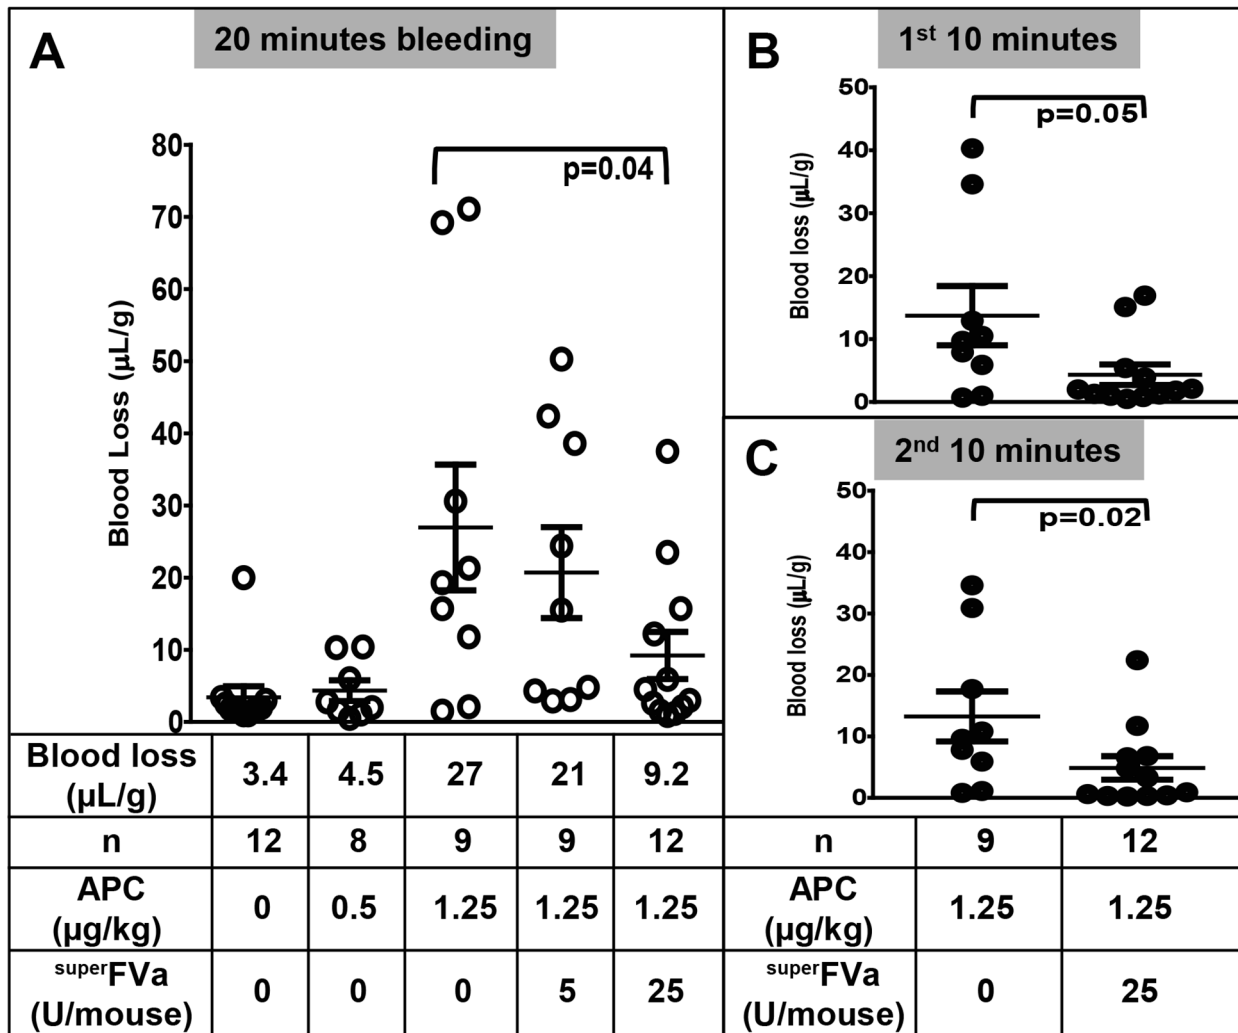 A
20 minutes bleeding
80
70
60
50
40
30
20
10
0
Blood Loss (µL/g)
p=0.04
Blood loss (µL/g) 3.4 4.5 27 21 9.2
n 12 8 9 9 12
APC (µg/kg) 0 0.5 1.25 1.25 1.25
superFVa (U/mouse) 0 0 0 5 25
B
1st 10 minutes
50
40
30
20
10
0
Blood loss (µL/g)
p=0.05
C
2nd 10 minutes
50
40
30
20
10
0
Blood loss (µL/g)
p=0.02
n 9 12
APC (µg/kg) 1.25 1.25
superFVa (U/mouse) 0 25